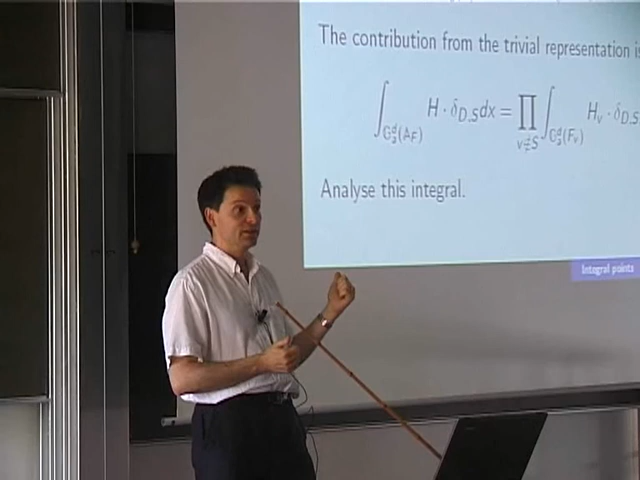 The contribution from the trivial representation is
∫_{G_a^d(A_F)} H · δ_{D,S} dx = ∏_{v∉S} ∫_{G_a^d(F_v)} H_v · δ_{D,S}
Analyse this integral.
Integral points